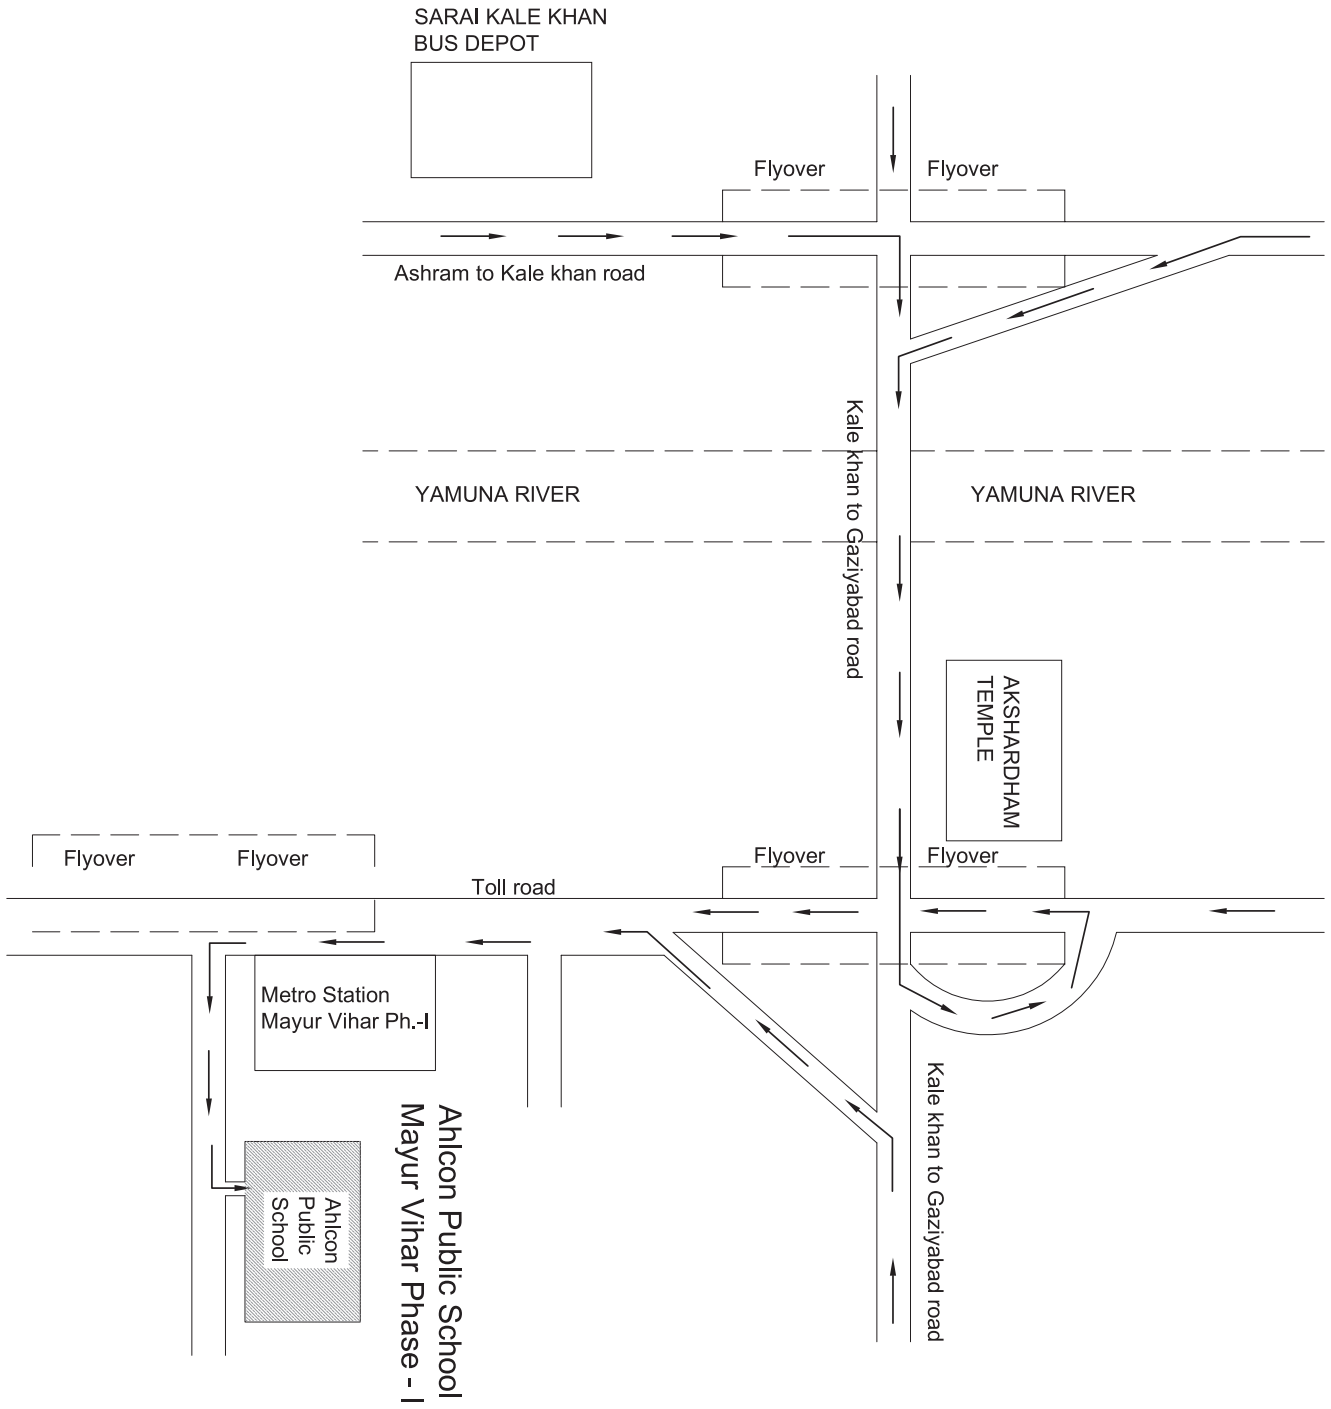 SARAI KALE KHAN
BUS DEPOT
Flyover
Flyover
Ashram to Kale khan road
Kale khan to Gaziyabad road
YAMUNA RIVER
YAMUNA RIVER
AKSHARDHAM
TEMPLE
Flyover
Flyover
Flyover
Flyover
Toll road
Metro Station
Mayur Vihar Ph.-I
Kale khan to Gaziyabad road
Ahlcon Public School
Mayur Vihar Phase - I
Ahlcon
Public
School